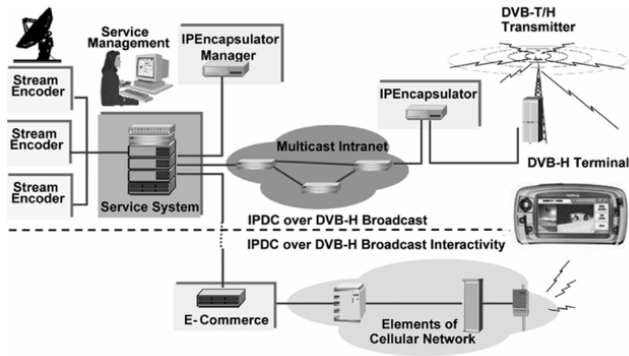 DVB-T/H
Transmitter
Service
Management
IPEncapsulator
Manager
Stream
Encoder
IPEncapsulator
Stream
Encoder
Multicast Intranet
DVB-H Terminal
Stream
Encoder
Service System
IPDC over DVB-H Broadcast
IPDC over DVB-H Broadcast Interactivity
E-Commerce
Elements of
Cellular Network